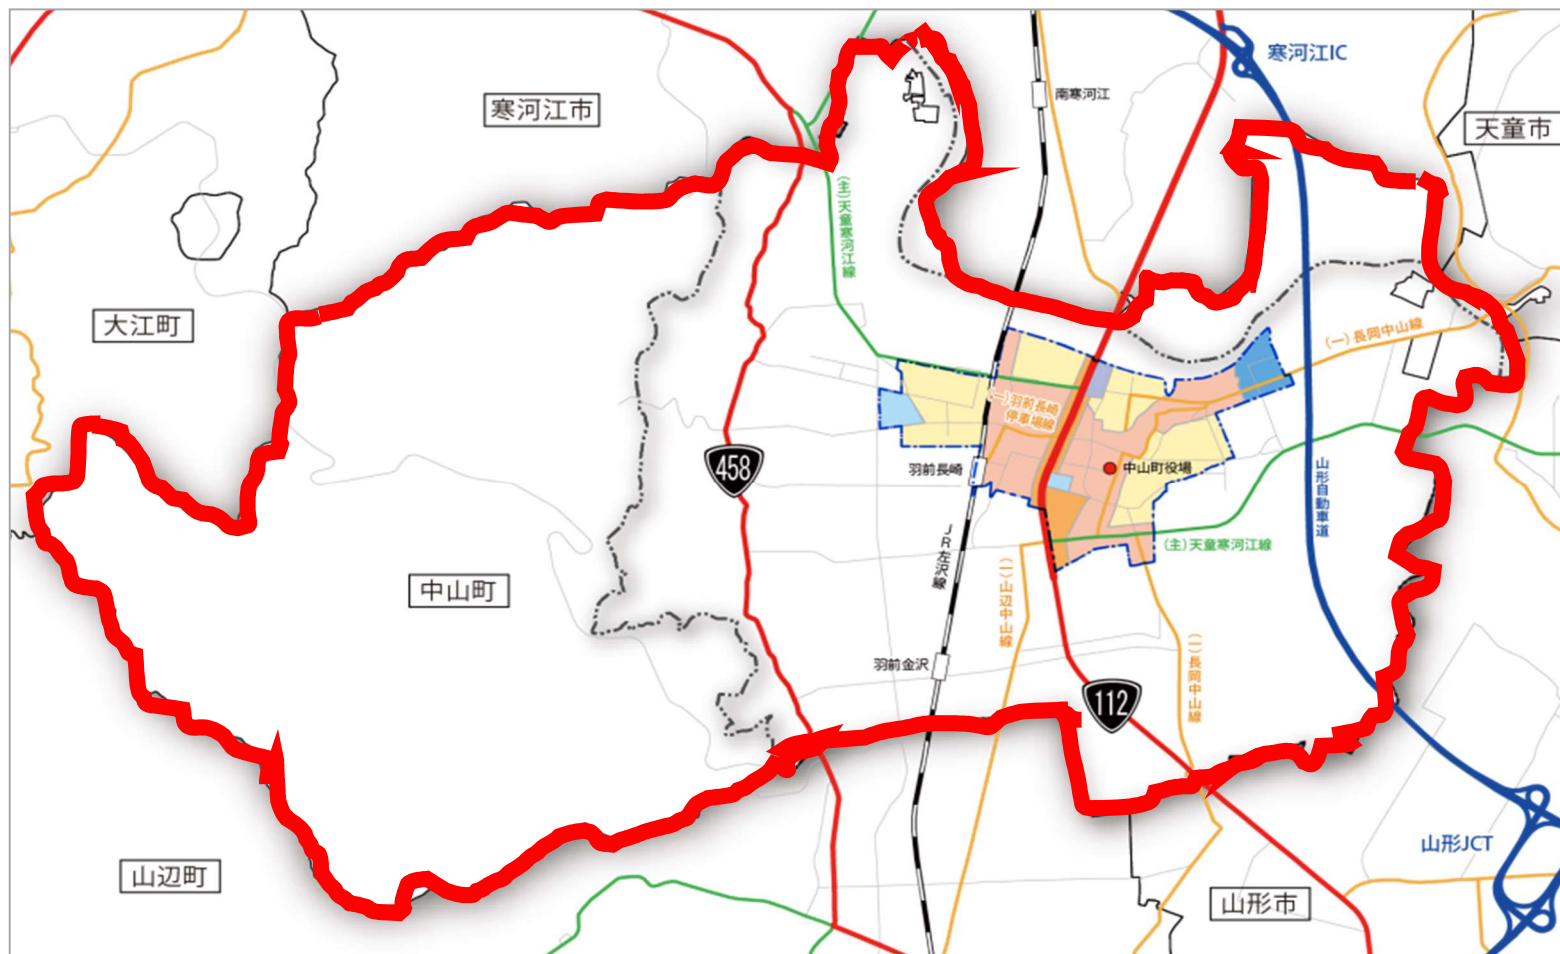 寒河江IC
寒河江市
南寒河江
天童市
(主)天童寒河江線
大江町
(一)長岡中山線
(一)羽前長崎
停車場線
458
羽前長崎
中山町役場
山形自動車道
JR左沢線
(主)天童寒河江線
中山町
(一)山辺中山線
(一)長岡中山線
羽前金沢
112
山形JCT
山辺町
山形市